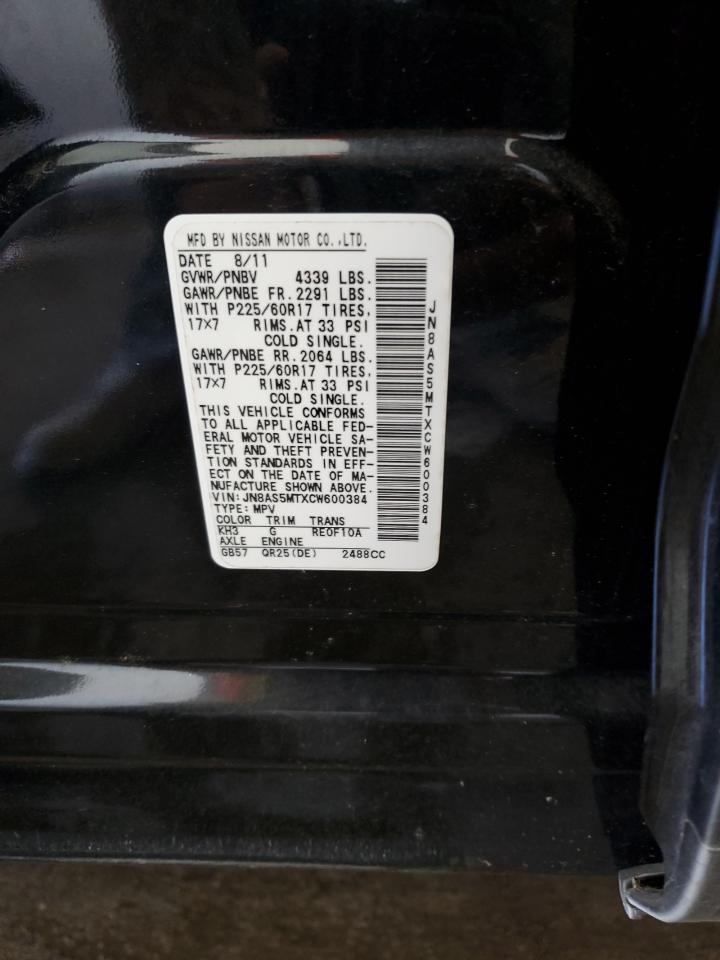 MFD BY NISSAN MOTOR CO.,LTD.
DATE 8/11
GVWR/PNBV 4339 LBS.
GAWR/PNBE FR. 2291 LBS.
WITH P225/60R17 TIRES,
17×7 RIMS.AT 33 PSI
COLD SINGLE.
GAWR/PNBE RR. 2064 LBS.
WITH P225/60R17 TIRES,
17×7 RIMS.AT 33 PSI
COLD SINGLE.
THIS VEHICLE CONFORMS
TO ALL APPLICABLE FED-
ERAL MOTOR VEHICLE SA-
FETY AND THEFT PREVEN-
TION STANDARDS IN EFF-
ECT ON THE DATE OF MA-
NUFACTURE SHOWN ABOVE.
VIN: JN8AS5MTXCW600384
TYPE: MPV
COLOR TRIM TRANS
KH3 G RE0F10A
AXLE ENGINE
GB57 QR25(DE) 2488CC
JN8AS5MTXCW600384